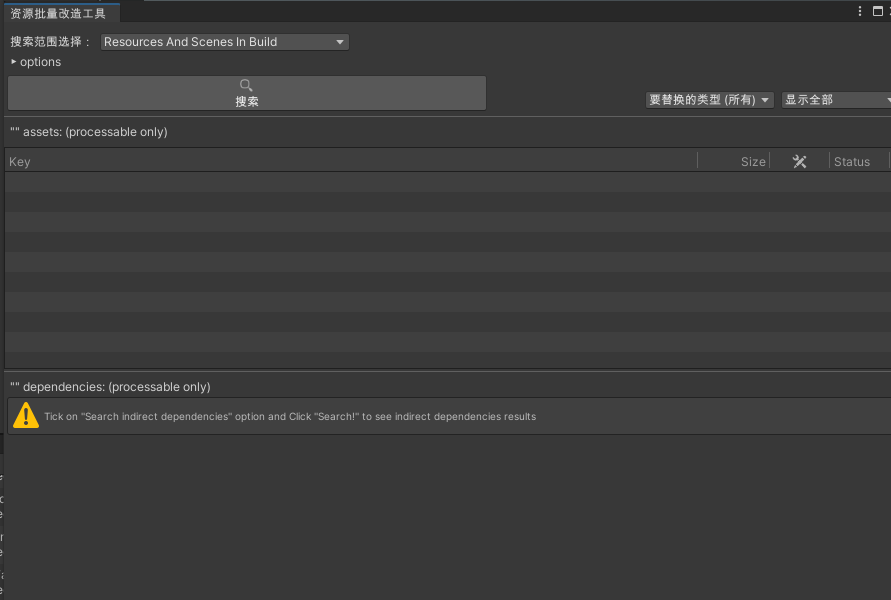 资源批量改造工具
搜索范围选择： Resources And Scenes In Build
options
搜索
要替换的类型 (所有) 显示全部
"" assets: (processable only)
Key Size Status
"" dependencies: (processable only)
Tick on "Search indirect dependencies" option and Click "Search!" to see indirect dependencies results